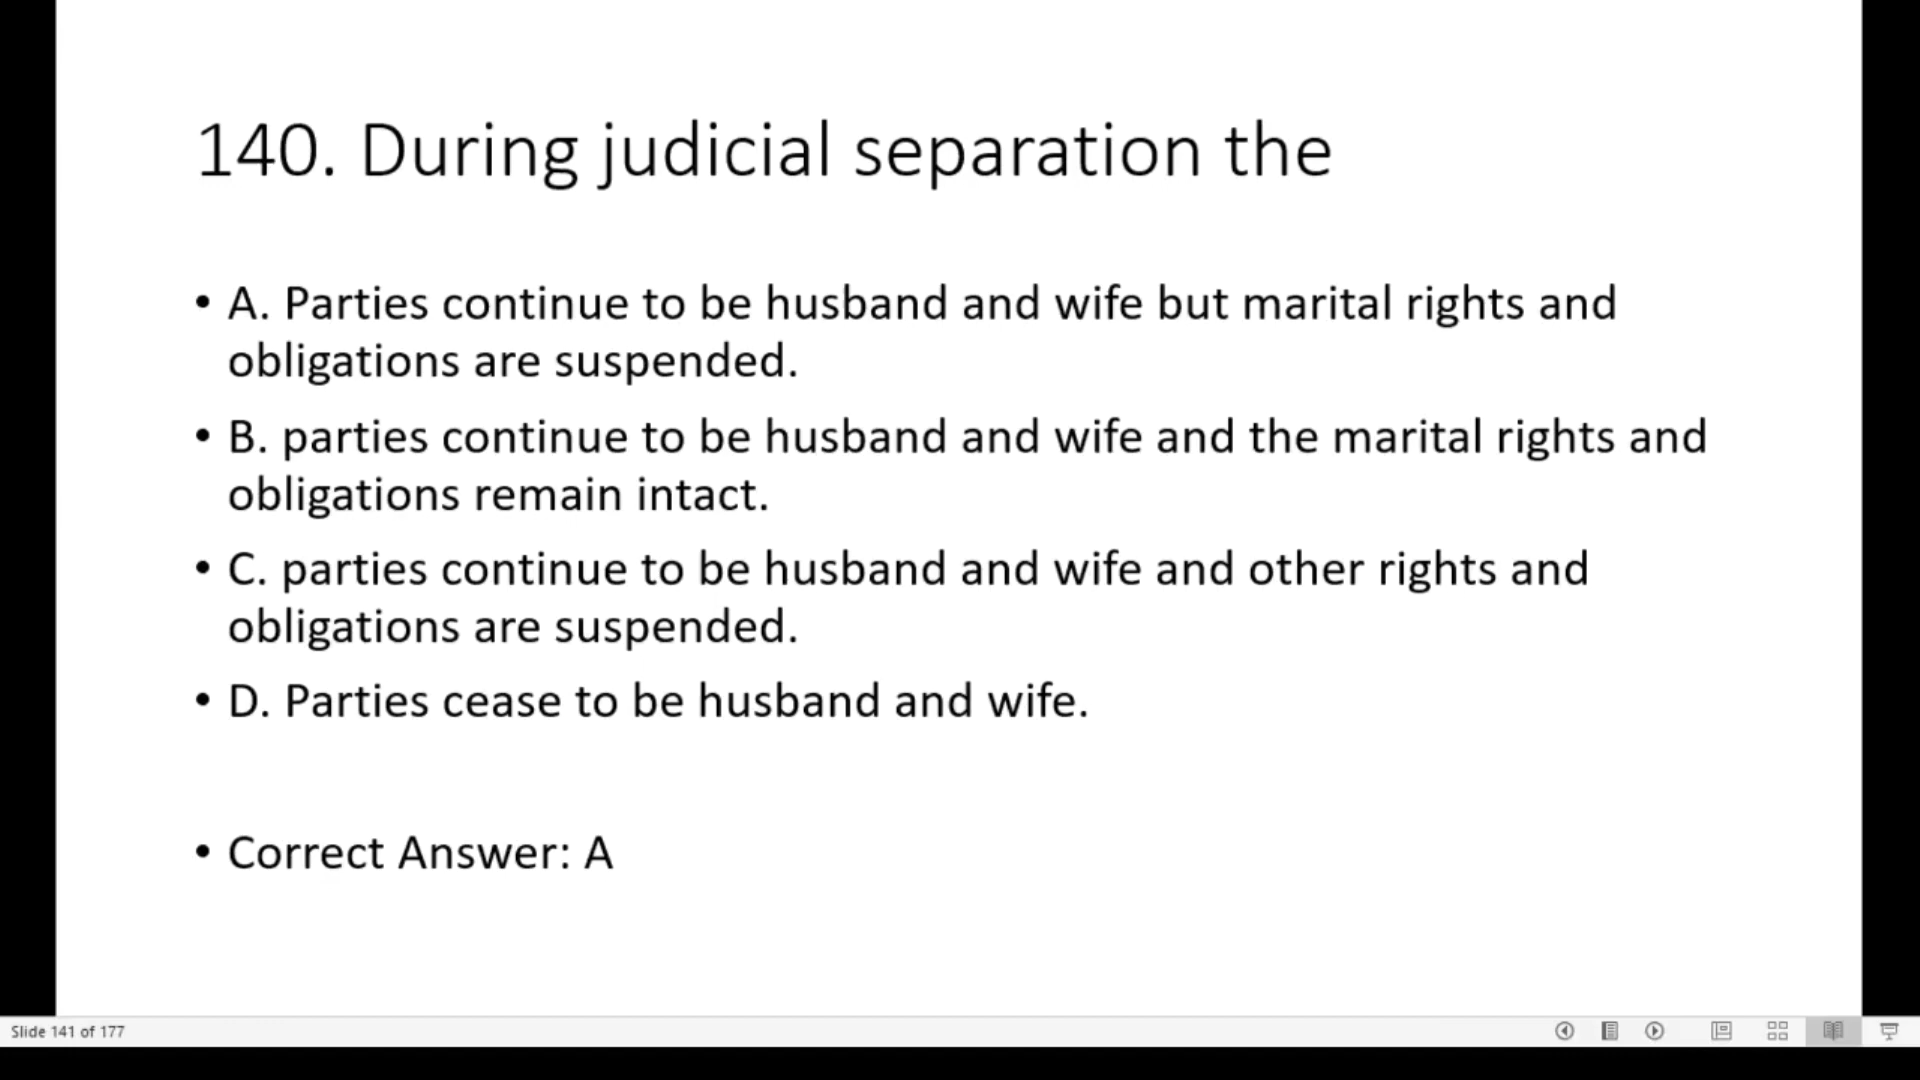 140. During judicial separation the
• A. Parties continue to be husband and wife but marital rights and
obligations are suspended.
• B. parties continue to be husband and wife and the marital rights and
obligations remain intact.
• C. parties continue to be husband and wife and other rights and
obligations are suspended.
• D. Parties cease to be husband and wife.
• Correct Answer: A
Slide 141 of 177